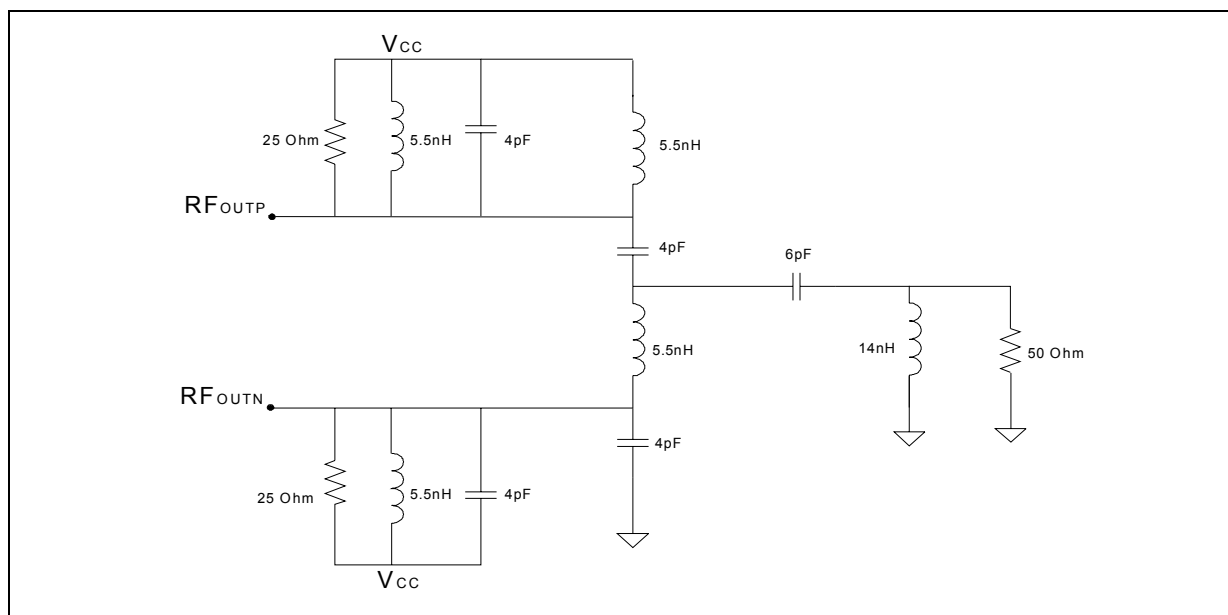 VCC
25 Ohm
5.5nH
4pF
5.5nH
RFOUTP
4pF
6pF
5.5nH
14nH
50 Ohm
RFOUTN
4pF
25 Ohm
5.5nH
4pF
VCC